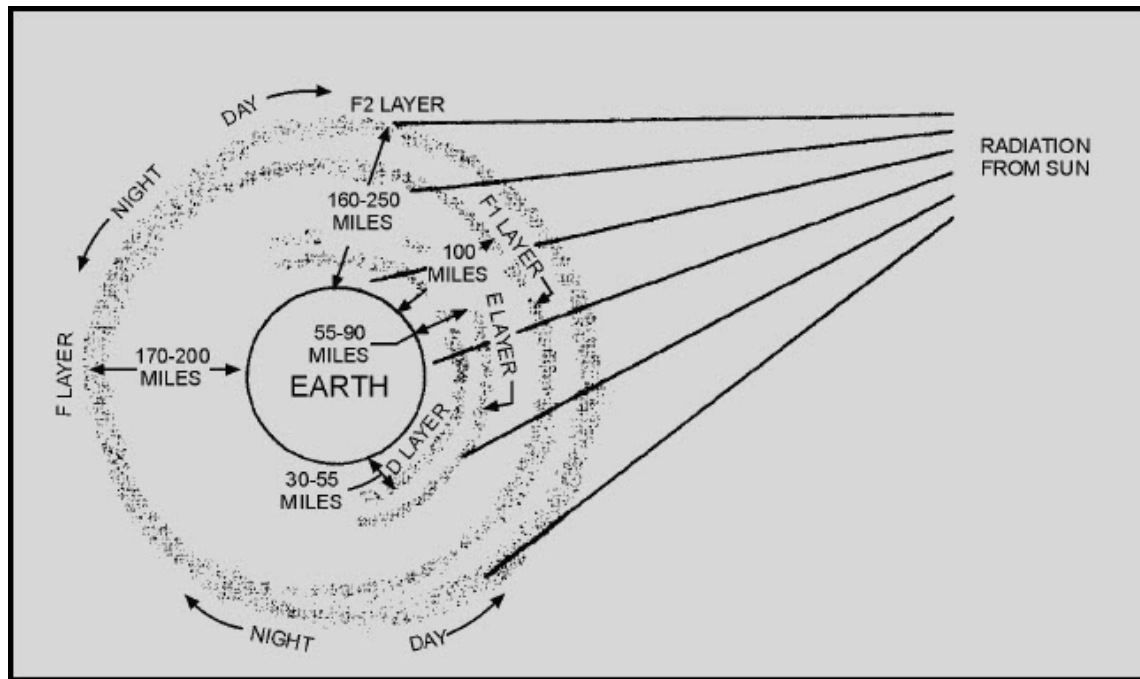 DAY
F2 LAYER
RADIATION
FROM SUN
NIGHT
160-250
MILES
F1 LAYER
100
MILES
E LAYER
55-90
MILES
170-200
MILES
EARTH
F LAYER
D LAYER
30-55
MILES
NIGHT
DAY